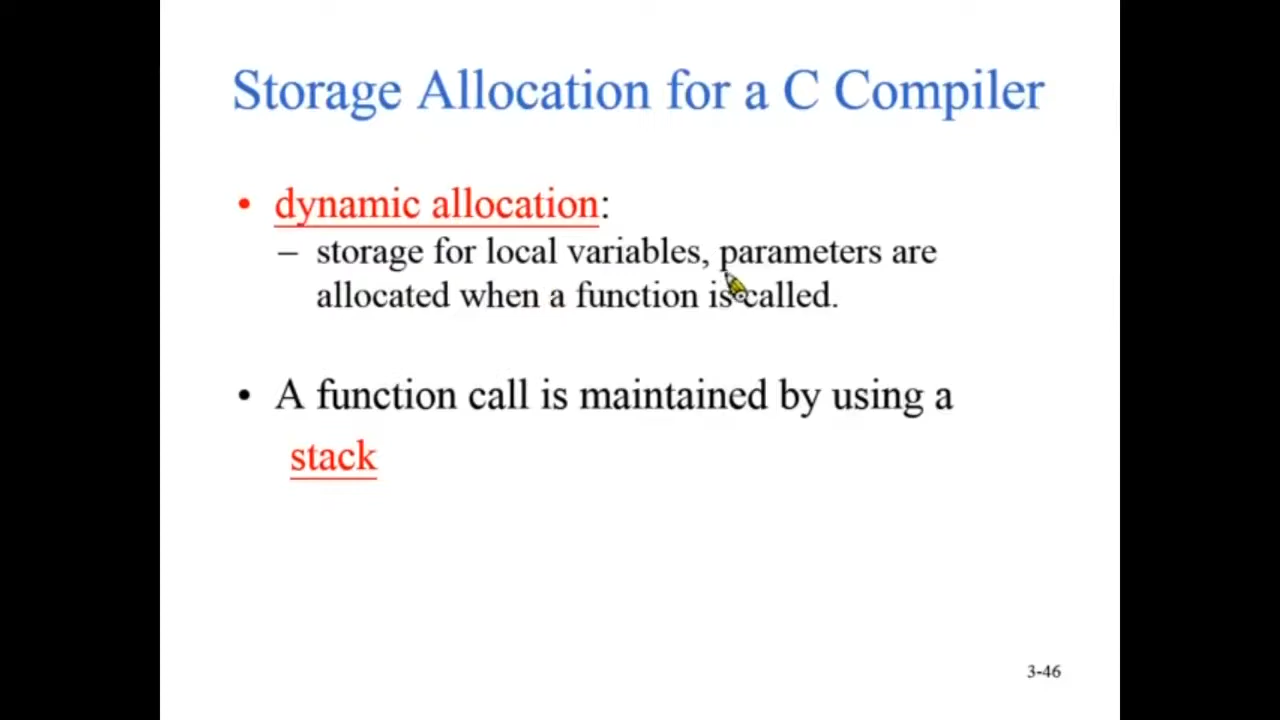 Storage Allocation for a C Compiler
• dynamic allocation:
– storage for local variables, parameters are
allocated when a function is called.
• A function call is maintained by using a
stack
3-46